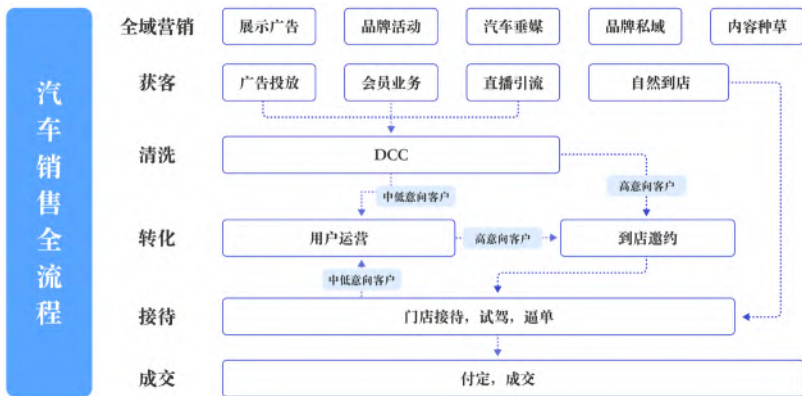 汽车销售全流程
全域营销 展示广告 品牌活动 汽车垂媒 品牌私域 内容种草
获客 广告投放 会员业务 直播引流 自然到店
清洗 DCC
中低意向客户 高意向客户
转化 用户运营 高意向客户 到店邀约
中低意向客户
接待 门店接待，试驾，逼单
成交 付定，成交